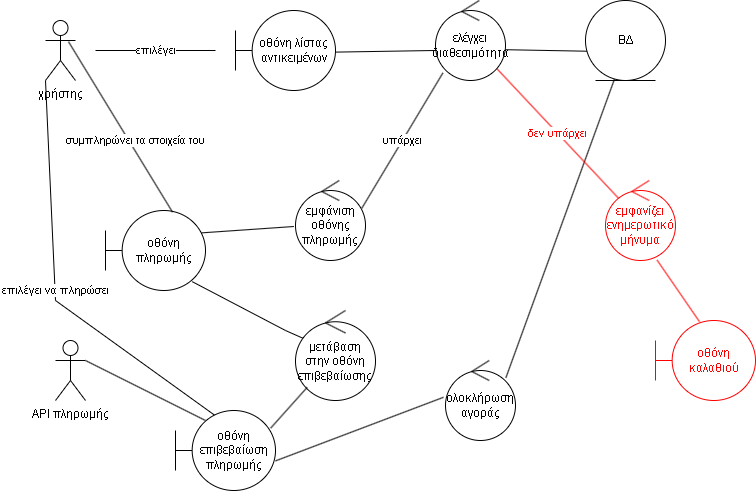 επιλέγει
οθόνη λίστας
αντικειμένων
ελέγχει
διαθεσιμότητα
ΒΔ
χρήστης
συμπληρώνει τα στοιχεία του
υπάρχει
δεν υπάρχει
εμφάνιση
οθόνης
πληρωμής
εμφανίζει
ενημερωτικό
μήνυμα
οθόνη
πληρωμής
επιλέγει να πληρώσει
μετάβαση
στην οθόνη
επιβεβαίωσης
οθόνη
καλαθιού
API πληρωμής
ολοκλήρωση
αγοράς
οθόνη
επιβεβαίωση
πληρωμής